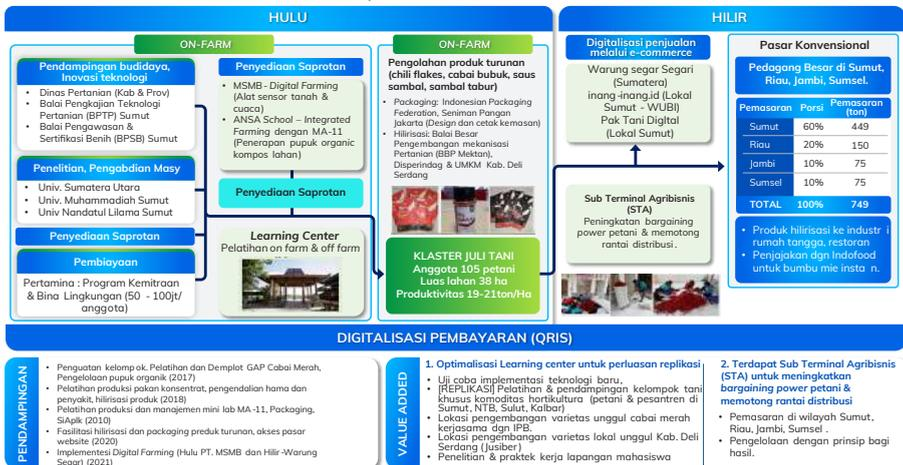 HULU
HILIR
ON-FARM
Pendampingan budidaya,
Inovasi teknologi
• Dinas Pertanian (Kab & Prov)
• Balai Pengkajian Teknologi
Pertanian (BPTP) Sumut
• Balai Pengawasan &
Sertifikasi Benih (BPSB) Sumut
Penelitian, Pengabdian Masy
• Univ. Sumatera Utara
• Univ. Muhammadiah Sumut
• Univ Nandatul Lilama Sumut
Penyediaan Saprotan
Pembiayaan
Pertamina : Program Kemitraan
& Bina Lingkungan (50 - 100jt/
anggota)
Penyediaan Saprotan
• MSMB - Digital Farming
(Alat sensor tanah &
cuaca)
• ANSA School – Integrated
Farming dengan MA-11
(Penerapan pupuk organic
kompos lahan)
Penyediaan Saprotan
Learning Center
Pelatihan on farm & off farm
ON-FARM
Pengolahan produk turunan
(chili flakes, cabai bubuk, saus
sambal, sambal tabur)
• Packaging: Indonesian Packaging
Federation, Seniman Pangan
Jakarta (Design dan cetak kemasan)
• Hilirisasi: Balai Besar
Pengembangan mekanisasi
Pertanian (BBP Mektan),
Disperindag & UMKM Kab. Deli
Serdang
KLASTER JULI TANI
Anggota 105 petani
Luas lahan 38 ha
Produktivitas 19-21ton/Ha
Digitalisasi penjualan
melalui e-commerce
Warung segar Segari
(Sumatera)
inang-inang.id (Lokal
Sumut - WUBI)
Pak Tani Digital
(Lokal Sumut)
Sub Terminal Agribisnis
(STA)
Peningkatan bargaining
power petani & memotong
rantai distribusi.
Pasar Konvensional
Pedagang Besar di Sumut,
Riau, Jambi, Sumsel.
Pemasaran Porsi Pemasaran (ton)
Sumut 60% 449
Riau 20% 150
Jambi 10% 75
Sumsel 10% 75
TOTAL 100% 749
• Produk hilirisasi ke industr i
rumah tangga, restoran
• Penjajakan dgn Indofood
untuk bumbu mie insta n.
DIGITALISASI PEMBAYARAN (QRIS)
PENDAMPINGAN
• Penguatan kelompok. Pelatihan dan Demplot GAP Cabai Merah,
Pengelolaan pupuk organik (2017)
• Pelatihan produksi pakan konsentrat, pengendalian hama dan
penyakit, hilirisasi produk (2018)
• Pelatihan produksi dan manajemen mini lab MA-11, Packaging,
SiApik (2010)
• Fasilitasi hilirisasi dan packaging preduk turunan, akses pasar
website (2020)
• Implementesi Digital Farming (Hulu PT. MSMB dan Hilir -Warung
Segar) (2021)
VALUE ADDED
1. Optimalisasi Learning center untuk perluasan replikasi
• Uji coba implementasi teknologi baru,
• [REPLIKASI] Pelatihan & pendampingan kelompok tani
khusus komoditas hortikultura (petani & pesantren di
Sumut, NTB, Sulut, Kalbar)
• Lokasi pengembangan varietas unggul cabai merah
kerjasama dgn IPB.
• Lokasi pengembangan varietas lokal unggul Kab. Deli
Serdang (Jusiber)
• Penelitian & praktek kerja lapangan mahasiswa
2. Terdapat Sub Terminal Agribisnis
(STA) untuk meningkatkan
bargaining power petani &
memotong rantai distribusi
• Pemasaran di wilayah Sumut,
Riau, Jambi, Sumsel .
• Pengelolaan dengan prinsip bagi
hasil.